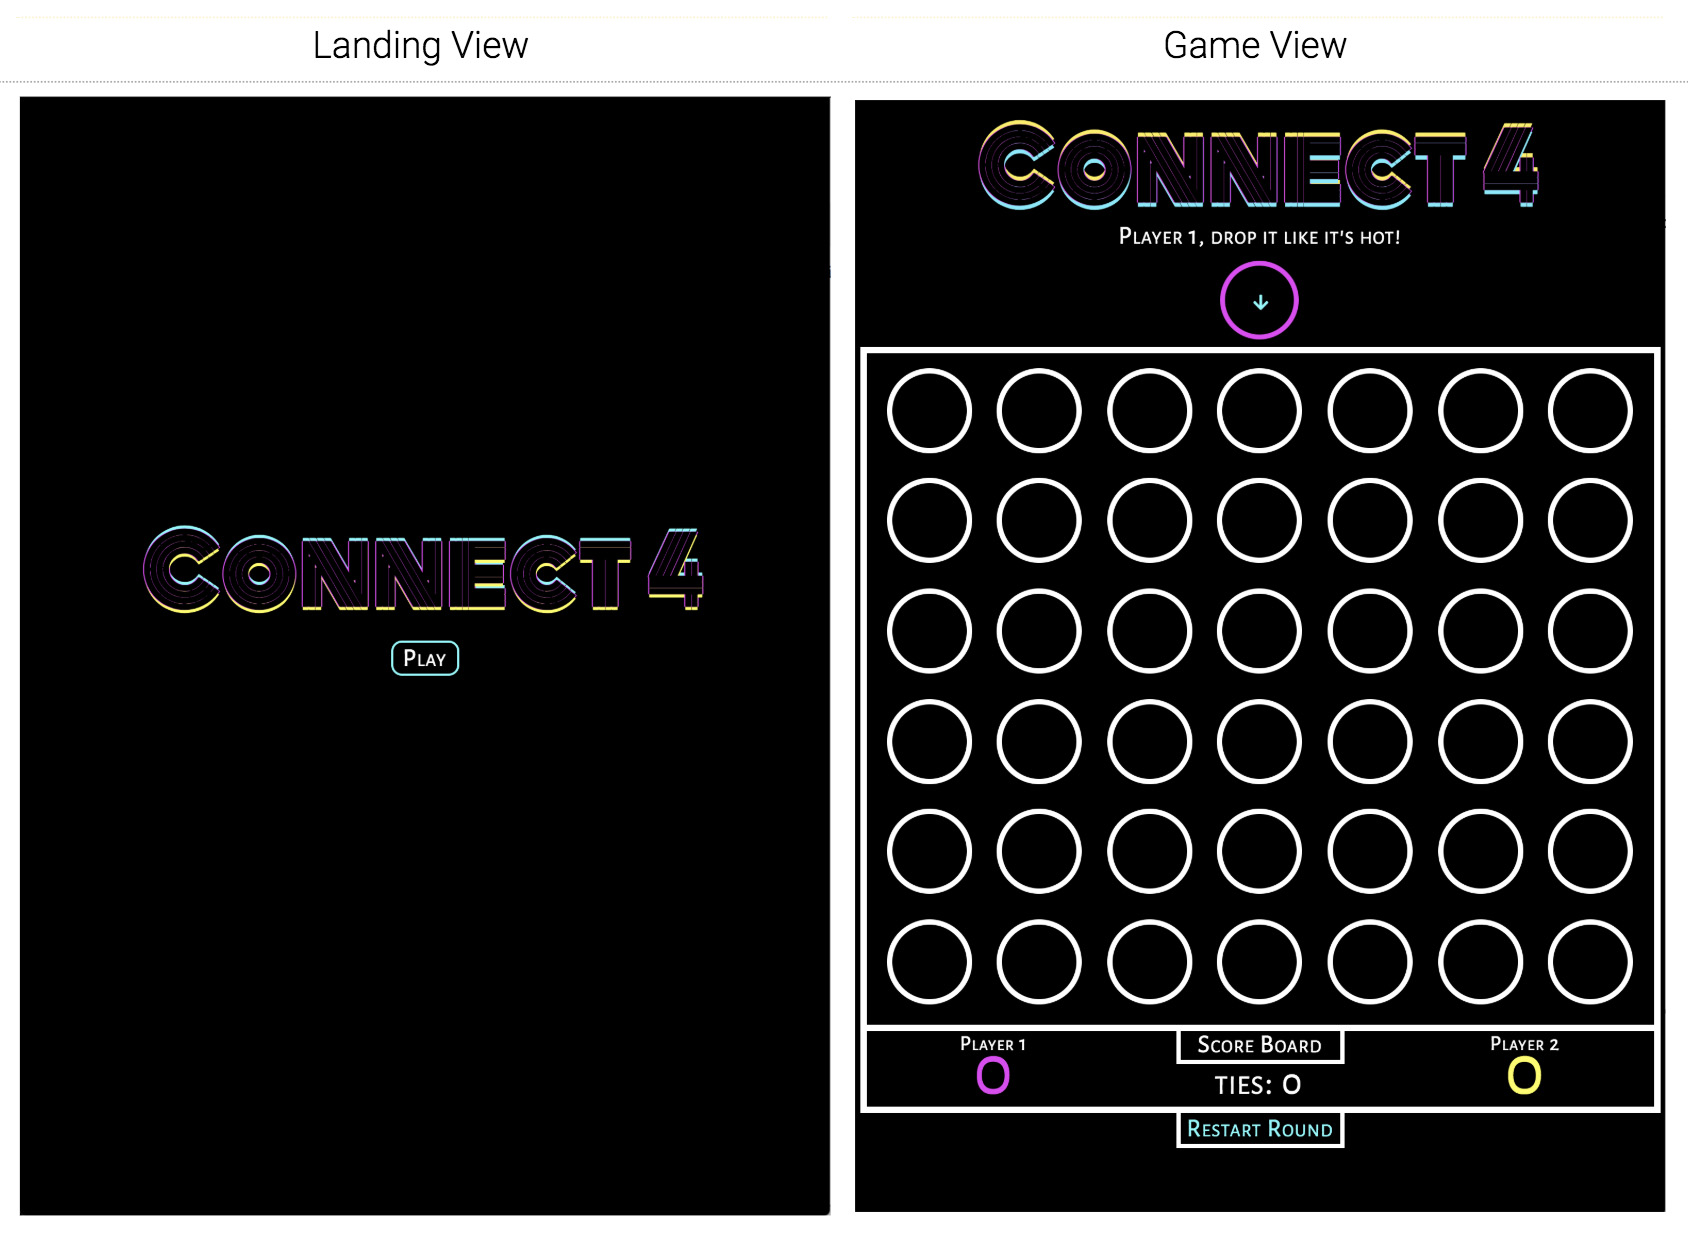 Landing View
Game View
Connect 4
Play
Connect 4
Player 1, drop it like it's hot!
Player 1
0
Score Board
TIES: 0
Player 2
0
Restart Round